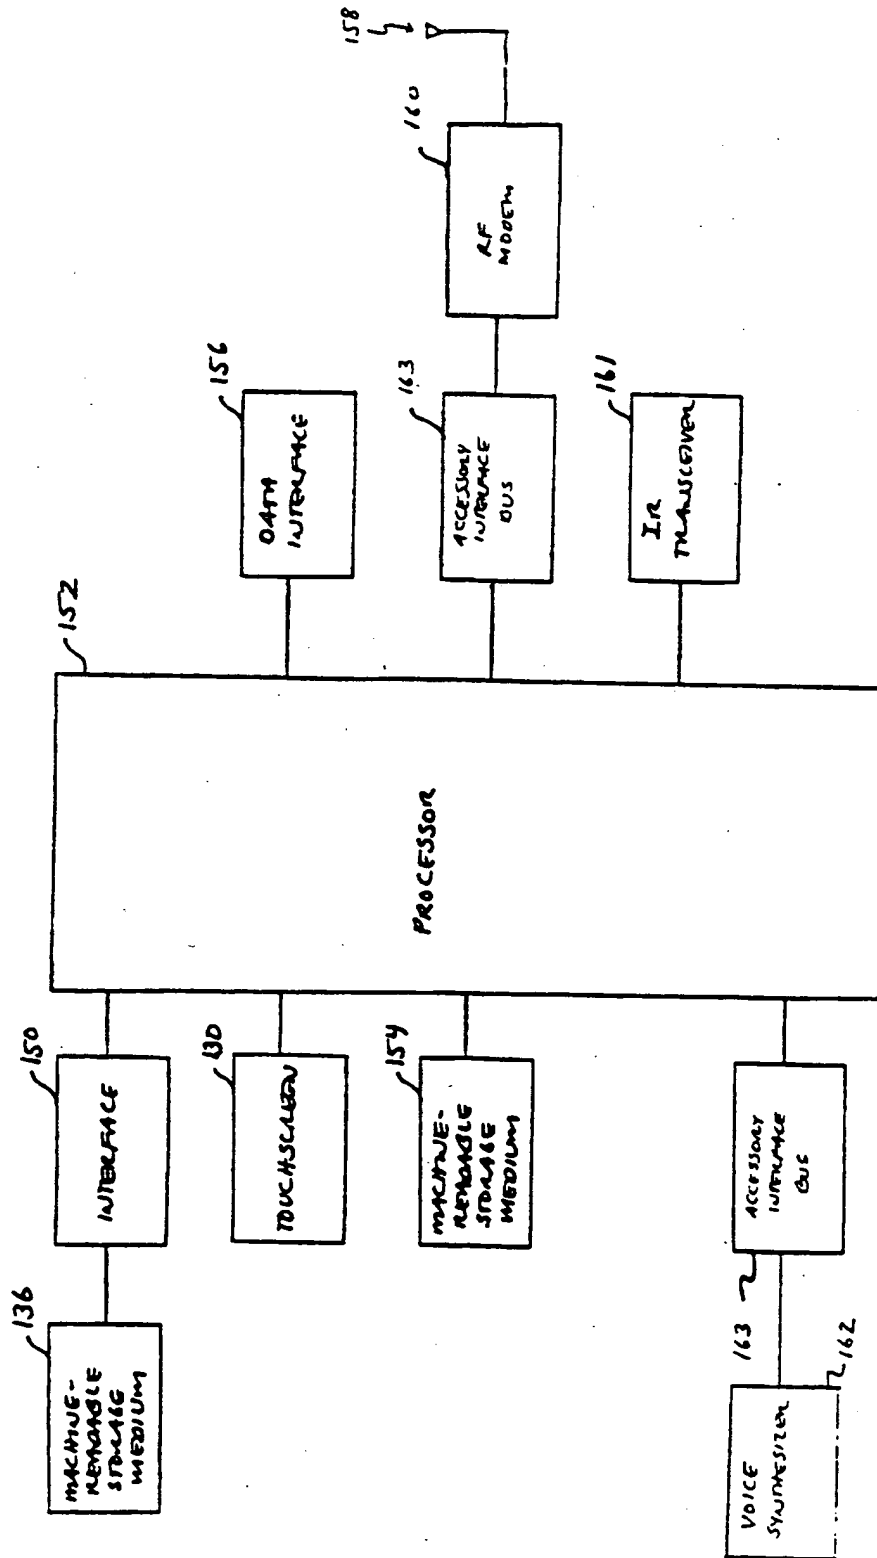 136
MACHINE-
READABLE
STORAGE
MEDIUM
150
INTERFACE
152
PROCESSOR
130
TOUCHSCREEN
156
DATA
INTERFACE
154
MACHINE-
READABLE
STORAGE
MEDIUM
163
ACCESSORY
INTERFACE
BUS
160
RF
MODEM
158
161
IR
TRANSCEIVER
VOICE
SYNTHESIZER
162
163
ACCESSORY
INTERFACE
BUS